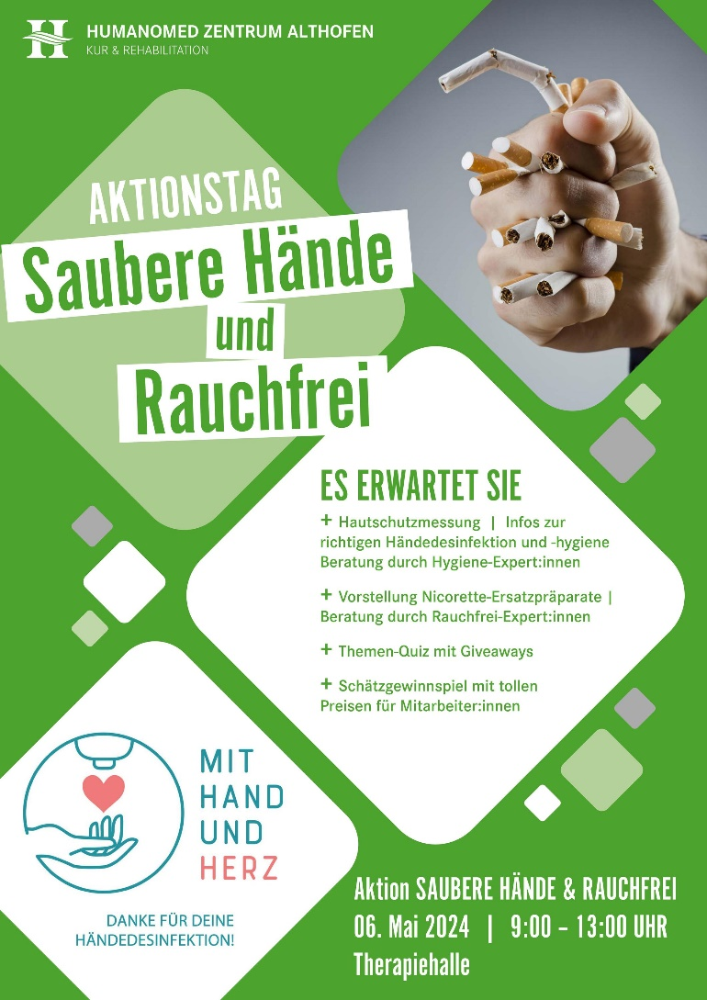 HUMANOMED ZENTRUM ALTHOFEN
KUR & REHABILITATION
AKTIONSTAG
Saubere Hände
und
Rauchfrei
ES ERWARTET SIE
+ Hautschutzmessung | Infos zur
richtigen Händedesinfektion und -hygiene
Beratung durch Hygiene-Expert:innen
+ Vorstellung Nicorette-Ersatzpräparate |
Beratung durch Rauchfrei-Expert:innen
+ Themen-Quiz mit Giveaways
+ Schätzgewinnspiel mit tollen
Preisen für Mitarbeiter:innen
MIT
HAND
UND
HERZ
DANKE FÜR DEINE
HÄNDEDESINFEKTION!
Aktion SAUBERE HÄNDE & RAUCHFREI
06. Mai 2024 | 9:00 – 13:00 UHR
Therapiehalle